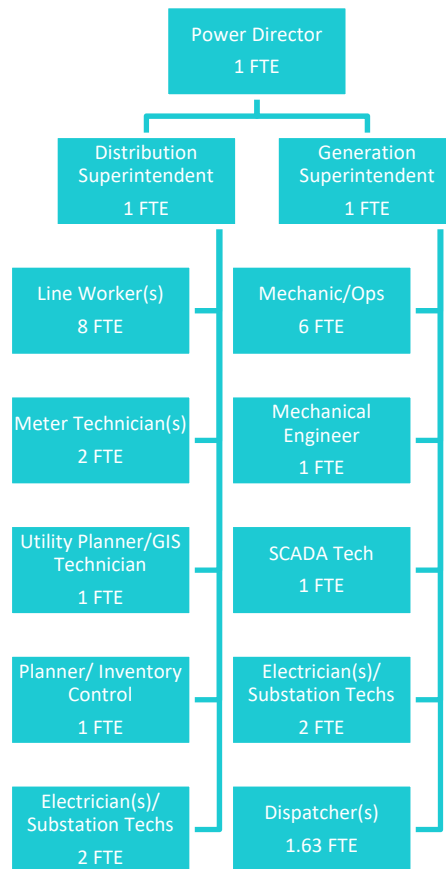 Power Director
1 FTE
Distribution
Superintendent
1 FTE
Generation
Superintendent
1 FTE
Line Worker(s)
8 FTE
Mechanic/Ops
6 FTE
Meter Technician(s)
2 FTE
Mechanical
Engineer
1 FTE
Utility Planner/GIS
Technician
1 FTE
SCADA Tech
1 FTE
Planner/ Inventory
Control
1 FTE
Electrician(s)/
Substation Techs
2 FTE
Electrician(s)/
Substation Techs
2 FTE
Dispatcher(s)
1.63 FTE